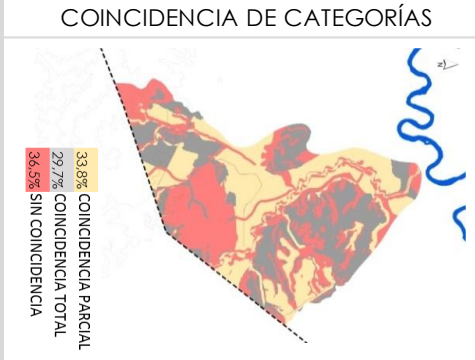 COINCIDENCIA DE CATEGORÍAS
33,8% COINCIDENCIA PARCIAL
29,7% COINCIDENCIA TOTAL
36,5% SIN COINCIDENCIA
N